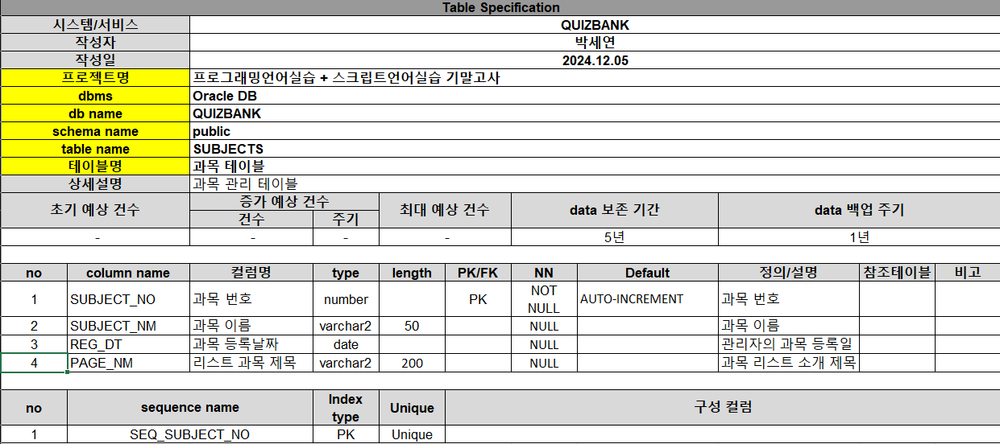 Table Specification
시스템/서비스 QUIZBANK
작성자 박세연
작성일 2024.12.05
프로젝트명 프로그래밍언어실습 + 스크립트언어실습 기말고사
dbms Oracle DB
db name QUIZBANK
schema name public
table name SUBJECTS
테이블명 과목 테이블
상세설명 과목 관리 테이블
초기 예상 건수 증가 예상 건수 최대 예상 건수 data 보존 기간 data 백업 주기
건수 주기
- - - - 5년 1년
no column name 컬럼명 type length PK/FK NN Default 정의/설명 참조테이블 비고
1 SUBJECT_NO 과목 번호 number PK NOT NULL AUTO-INCREMENT 과목 번호
2 SUBJECT_NM 과목 이름 varchar2 50 NULL 과목 이름
3 REG_DT 과목 등록날짜 date NULL 관리자의 과목 등록일
4 PAGE_NM 리스트 과목 제목 varchar2 200 NULL 과목 리스트 소개 제목
no sequence name Index type Unique 구성 컬럼
1 SEQ_SUBJECT_NO PK Unique